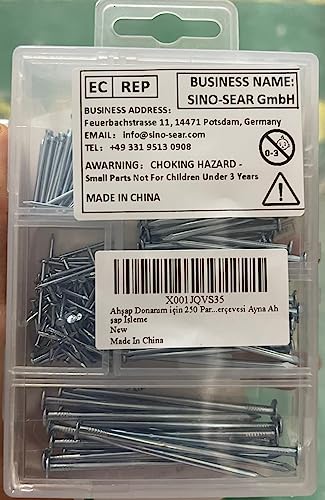 EC REP
BUSINESS NAME:
SINO-SEAR GmbH
BUSINESS ADDRESS:
Feuerbachstrasse 11, 14471 Potsdam, Germany
EMAIL: info@sino-sear.com
TEL: +49 331 9513 0908
AWARNING: CHOKING HAZARD -
Small Parts Not For Children Under 3 Years
0-3
MADE IN CHINA
X001JQVS35
Ahşap Donanım için 250 Par...erçevesi Ayna Ah
şap İşleme
New
Made In China